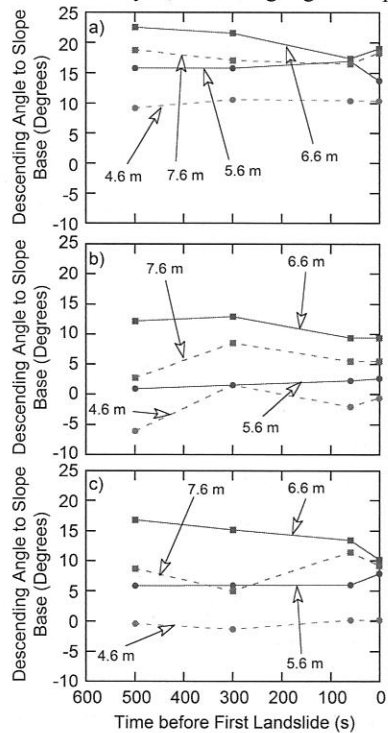 a)
25
20
15
10
5
0
-5
-10
Descending Angle to Slope
Base (Degrees)
4.6 m
7.6 m
5.6 m
6.6 m
b)
25
20
15
10
5
0
-5
-10
Descending Angle to Slope
Base (Degrees)
7.6 m
6.6 m
4.6 m
5.6 m
c)
25
20
15
10
5
0
-5
-10
Descending Angle to Slope
Base (Degrees)
7.6 m
6.6 m
4.6 m
5.6 m
600 500 400 300 200 100 0
Time before First Landslide (s)